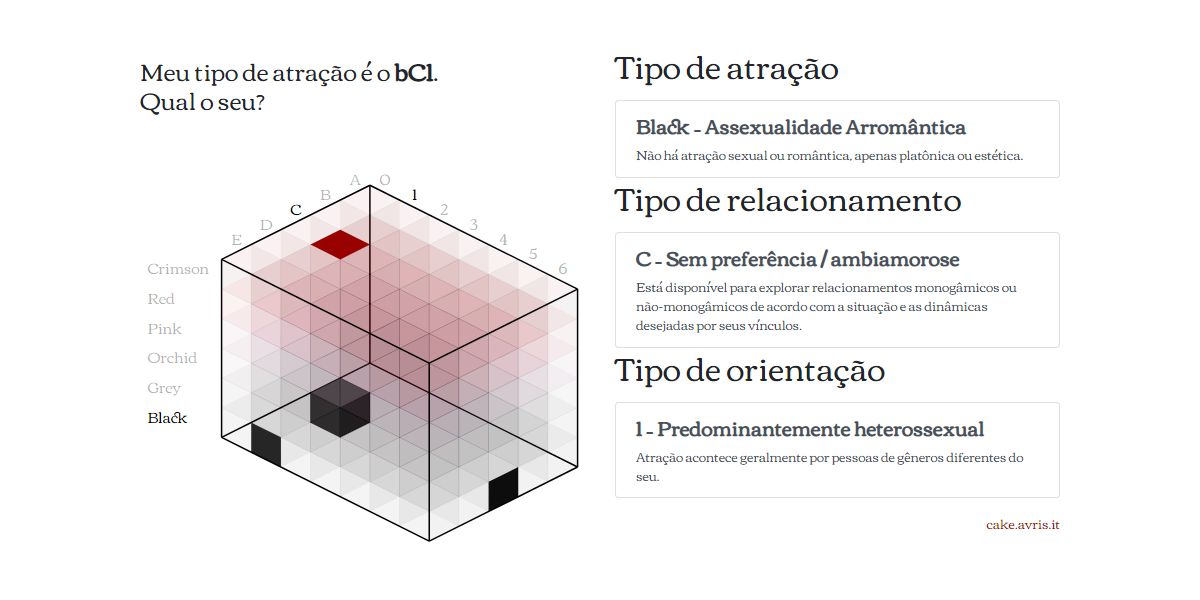 Meu tipo de atração é o bC1.
Qual o seu?
A
B
C
D
E
0
1
2
3
4
5
6
Crimson
Red
Pink
Orchid
Grey
Black
Tipo de atração
Black - Assexualidade Arromântica
Não há atração sexual ou romântica, apenas platônica ou estética.
Tipo de relacionamento
C - Sem preferência / ambiamorose
Está disponível para explorar relacionamentos monogâmicos ou
não-monogâmicos de acordo com a situação e as dinâmicas
desejadas por seus vínculos.
Tipo de orientação
1 - Predominantemente heterossexual
Atração acontece geralmente por pessoas de gêneros diferentes do
seu.
cake.avris.it